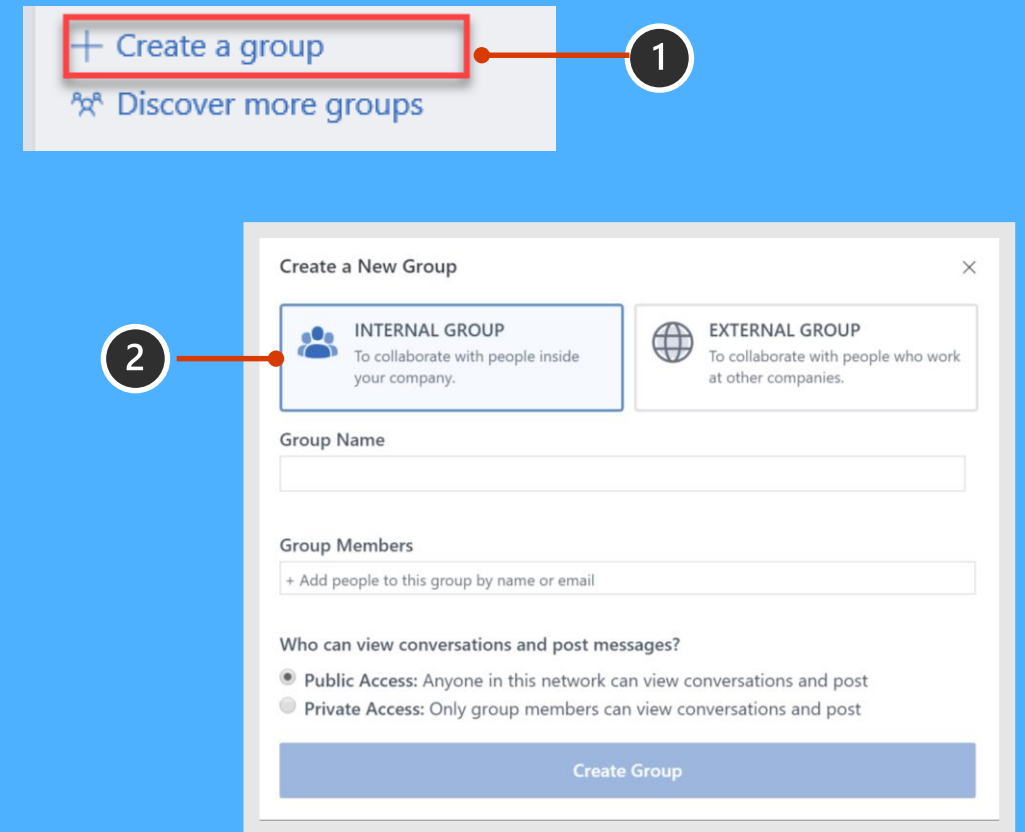 + Create a group
1
Discover more groups
Create a New Group
2
INTERNAL GROUP
To collaborate with people inside
your company.
EXTERNAL GROUP
To collaborate with people who work
at other companies.
Group Name
Group Members
+ Add people to this group by name or email
Who can view conversations and post messages?
Public Access: Anyone in this network can view conversations and post
Private Access: Only group members can view conversations and post
Create Group